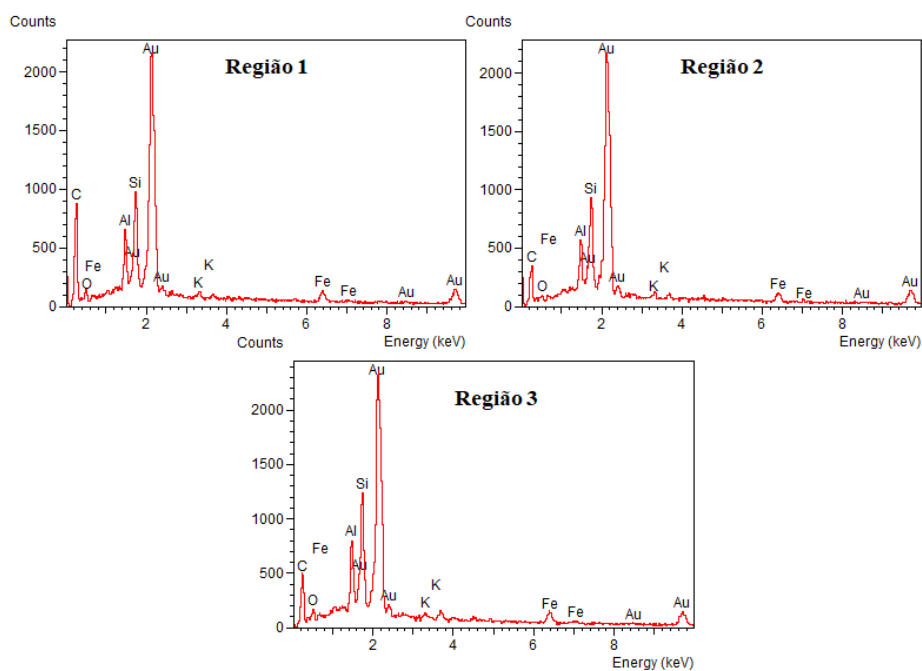 Counts
Au
Região 1
2000
1500
1000
C
Si
Al
500
Au
Fe
K
O
Au
K
Fe
Fe
Au
Au
0
2
4
6
8
Energy (keV)
Counts
Au
Região 2
2000
1500
1000
Si
Fe
Al
500
C
Au
K
O
Au
K
Fe
Fe
Au
Au
0
2
4
6
8
Energy (keV)
Counts
Au
Região 3
2000
1500
Si
1000
Al
Fe
500
C
Au
K
O
Au
K
Fe
Fe
Au
Au
0
2
4
6
8
Energy (keV)